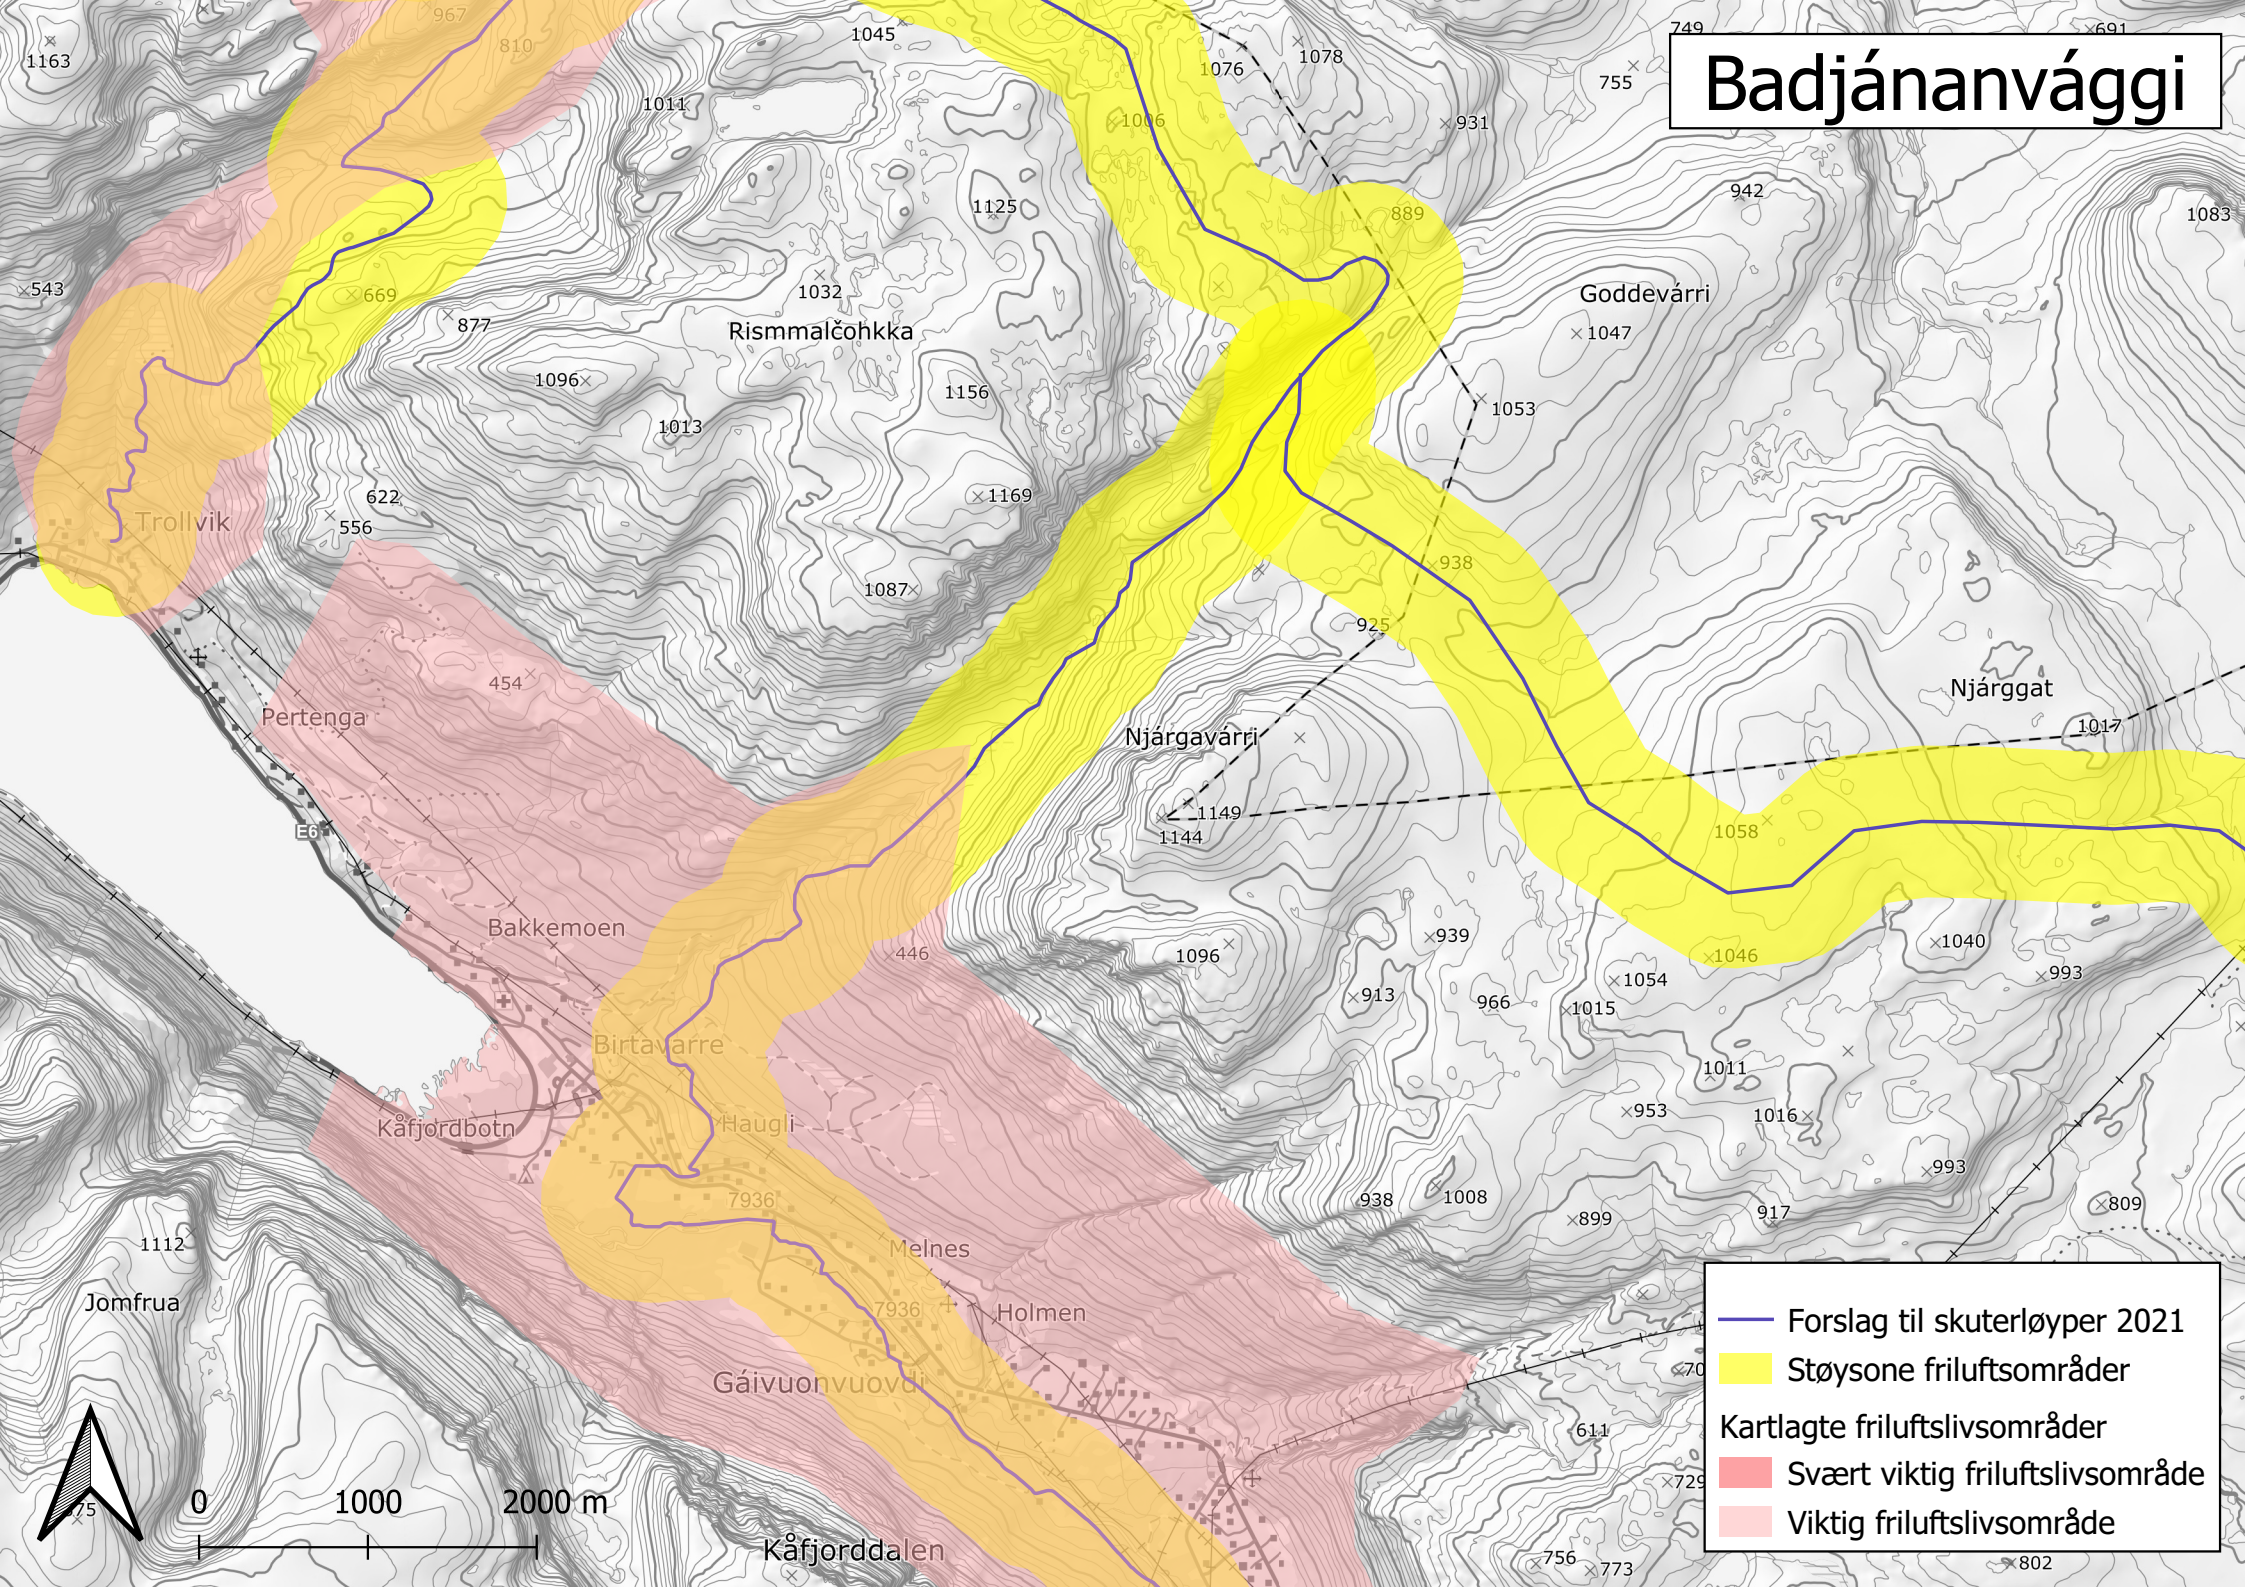 Badjánanvággi
967
810
1163
1045
1076
1078
749
755
691
1011
1006
931
942
1083
889
1125
543
669
877
1032
Rismmalčohkka
Goddevárri
1047
1096
1156
1053
1013
622
556
1169
Trollvik
1087
938
925
454
Pertenga
Njárggat
1017
Njárgavárri
1149
1144
1058
E6
Bakkemoen
446
1096
939
1046
1040
1054
993
913
966
1015
Birtavarre
1011
Kåfjordbotn
Haugli
953
1016
993
7936
938
1008
899
917
809
1112
Melnes
Jomfrua
7936
Holmen
Gáivuonvuovdi
70
611
729
Kåfjorddalen
756
773
802
0 1000 2000 m
Forslag til skuterløyper 2021
Støysone friluftsområder
Kartlagte friluftslivsområder
Svært viktig friluftslivsområde
Viktig friluftslivsområde